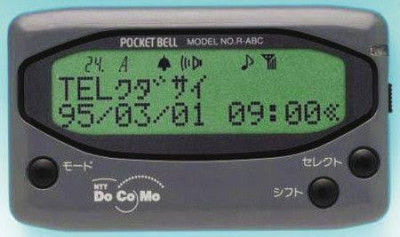 POCKET BELL MODEL NO.R-ABC
24. A
TELクダサイ
95/03/01 09:00
モード
セレクト
シフト
NTT
DoCoMo